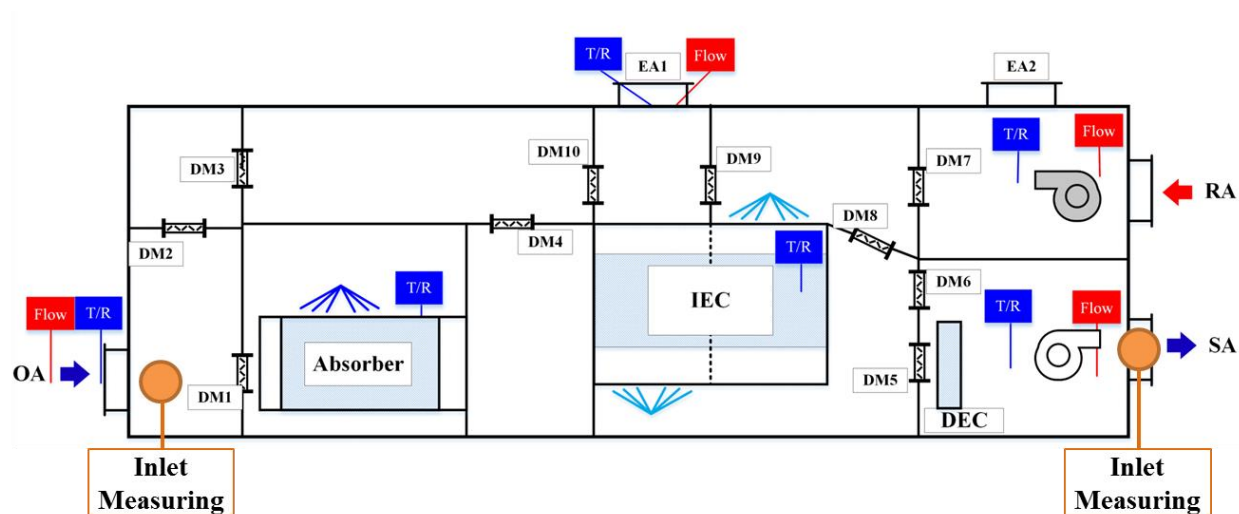 T/R
EA1
Flow
EA2
DM3
DM10
DM9
DM7
T/R
Flow
RA
DM2
DM4
DM8
T/R
T/R
IEC
DM6
Flow
T/R
T/R
Flow
OA
Absorber
DM1
DM5
SA
DEC
Inlet
Measuring
Inlet
Measuring